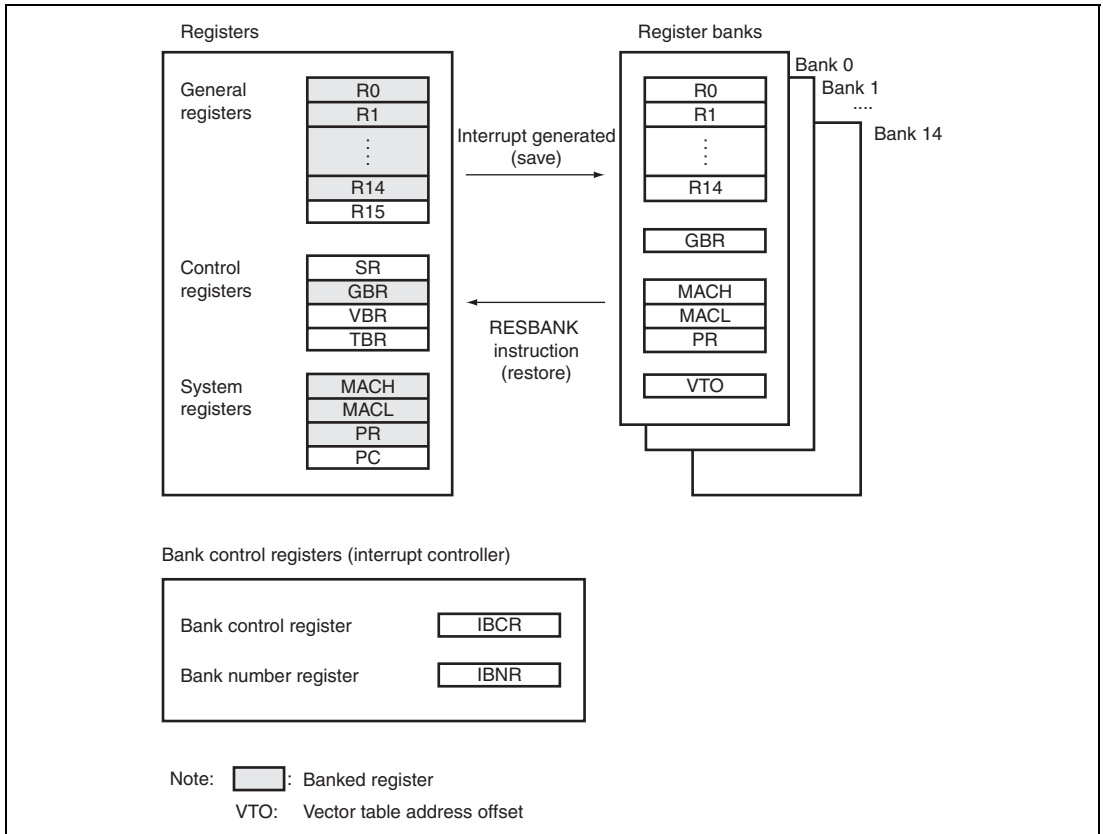 Registers
General
registers
R0
R1
R14
R15
Control
registers
SR
GBR
VBR
TBR
System
registers
MACH
MACL
PR
PC
Interrupt generated
(save)
RESBANK
instruction
(restore)
Register banks
Bank 0
Bank 1
....
Bank 14
R0
R1
R14
GBR
MACH
MACL
PR
VTO
Bank control registers (interrupt controller)
Bank control register IBCR
Bank number register IBNR
Note: : Banked register
VTO: Vector table address offset